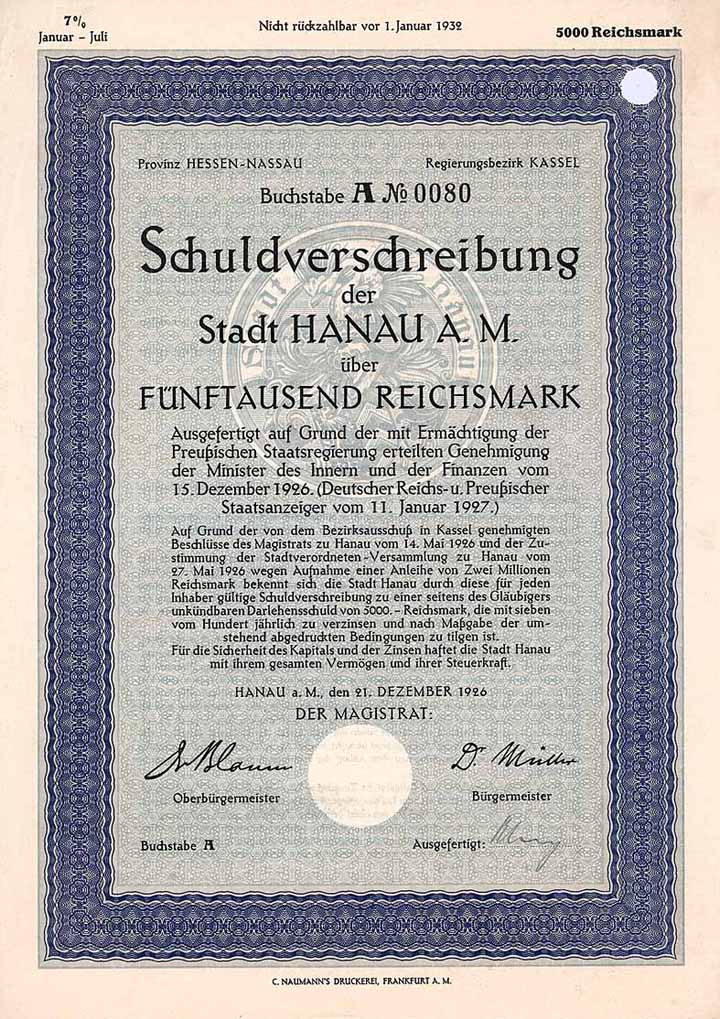 7%
Januar – Juli
Nicht rückzahlbar vor 1. Januar 1932
5000 Reichsmark
Provinz HESSEN-NASSAU
Regierungsbezirk KASSEL
Buchstabe A № 0080
Schuldverschreibung
der
Stadt HANAU A. M.
über
FÜNFTAUSEND REICHSMARK
Ausgefertigt auf Grund der mit Ermächtigung der
Preußischen Staatsregierung erteilten Genehmigung
der Minister des Innern und der Finanzen vom
15. Dezember 1926. (Deutscher Reichs- u. Preußischer
Staatsanzeiger vom 11. Januar 1927.)
Auf Grund der von dem Bezirksausschuß in Kassel genehmigten
Beschlüsse des Magistrats zu Hanau vom 14. Mai 1926 und der Zu-
stimmung der Stadtverordneten-Versammlung zu Hanau vom
27. Mai 1926 wegen Aufnahme einer Anleihe von Zwei Millionen
Reichsmark bekennt sich die Stadt Hanau durch diese für jeden
Inhaber gültige Schuldverschreibung zu einer seitens des Gläubigers
unkündbaren Darlehensschuld von 5000.– Reichsmark, die mit sieben
vom Hundert jährlich zu verzinsen und nach Maßgabe der um-
stehend abgedruckten Bedingungen zu tilgen ist.
Für die Sicherheit des Kapitals und der Zinsen haftet die Stadt Hanau
mit ihrem gesamten Vermögen und ihrer Steuerkraft.
HANAU a. M., den 21. DEZEMBER 1926
DER MAGISTRAT:
Dr. Müller
Oberbürgermeister
Bürgermeister
Buchstabe A
Ausgefertigt:
C. NAUMANN'S DRUCKEREI, FRANKFURT A. M.